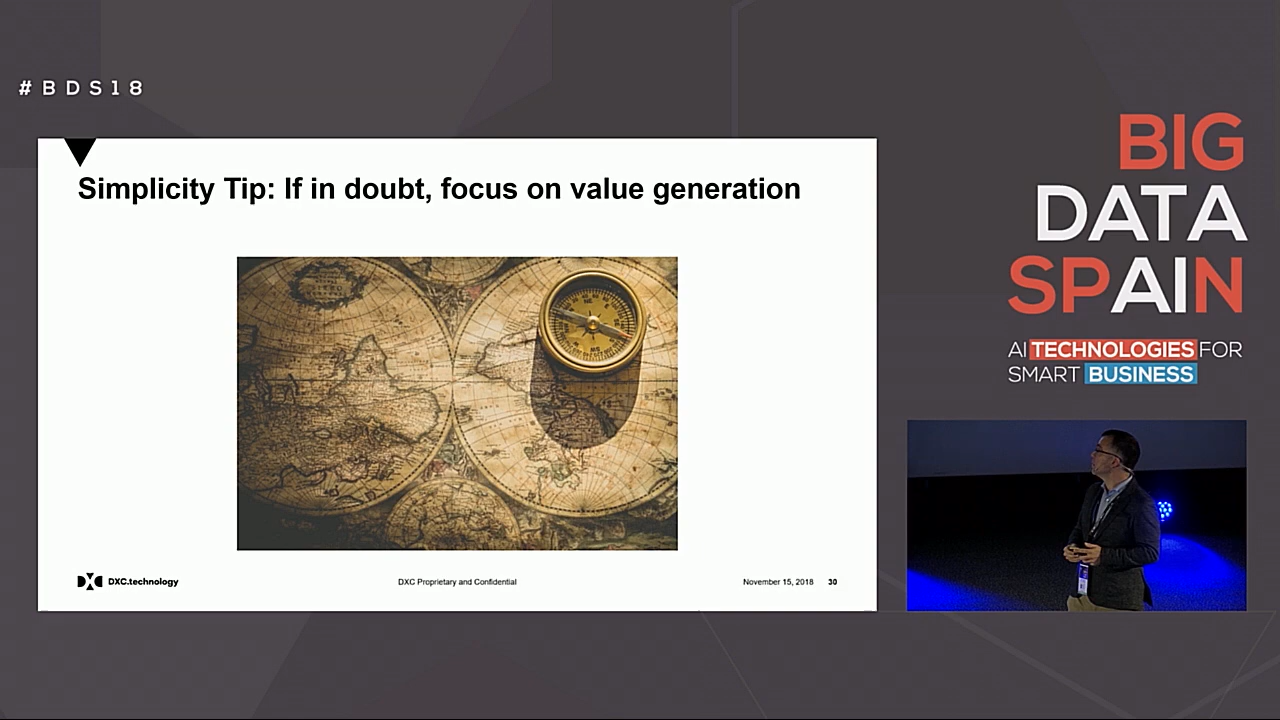 #BDS18
Simplicity Tip: If in doubt, focus on value generation
DXC.technology
DXC Proprietary and Confidential
November 15, 2018
30
BIG
DATA
SPAIN
AI TECHNOLOGIES FOR
SMART BUSINESS